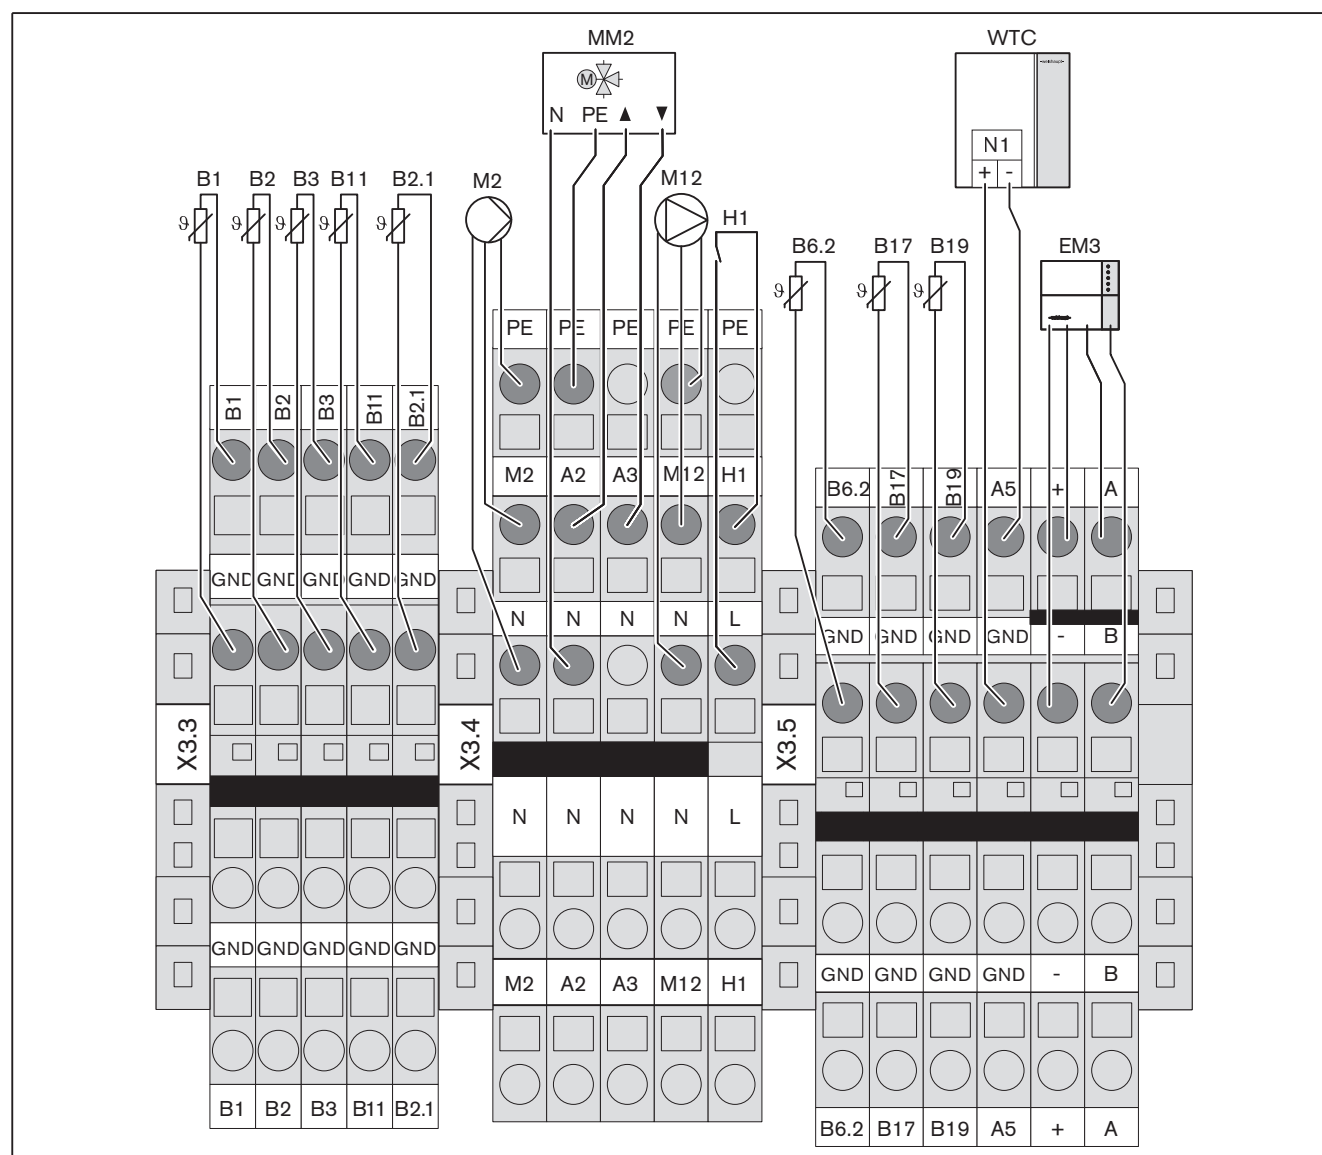 MM2
WTC
M
N PE ▲ ▼
N1
+ -
B1 B2 B3 B11 B2.1 M2 M12
H1
ϑ ϑ ϑ ϑ ϑ
B6.2 B17 B19 EM3
ϑ ϑ ϑ
PE PE PE PE PE
B1 B2 B3 B11 B2.1
M2 A2 A3 M12 H1
B6.2 B17 B19 A5 + A
GND GND GND GND GND
N N N N L
GND GND GND GND - B
X3.3
X3.4
X3.5
N N N N L
GND GND GND GND GND
GND GND GND GND - B
M2 A2 A3 M12 H1
B1 B2 B3 B11 B2.1
B6.2 B17 B19 A5 + A